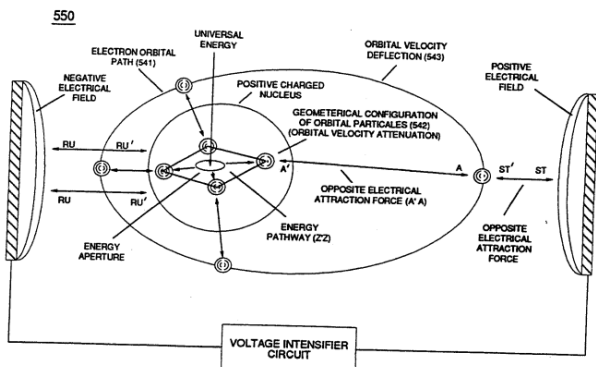 550
UNIVERSAL
ENERGY
ELECTRON ORBITAL
PATH (541)
ORBITAL VELOCITY
DEFLECTION (543)
NEGATIVE
ELECTRICAL
FIELD
POSITIVE CHARGED
NUCLEUS
POSITIVE
ELECTRICAL
FIELD
GEOMETERICAL CONFIGURATION
OF ORBITAL PARTICALES (542)
(ORBITAL VELOCITY ATTENUATION)
RU RU'
A' A
ST' ST
RU RU'
OPPOSITE ELECTRICAL
ATTRACTION FORCE (A' A)
OPPOSITE
ELECTRICAL
ATTRACTION
FORCE
ENERGY
APERTURE
ENERGY
PATHWAY (Z'Z)
VOLTAGE INTENSIFIER
CIRCUIT